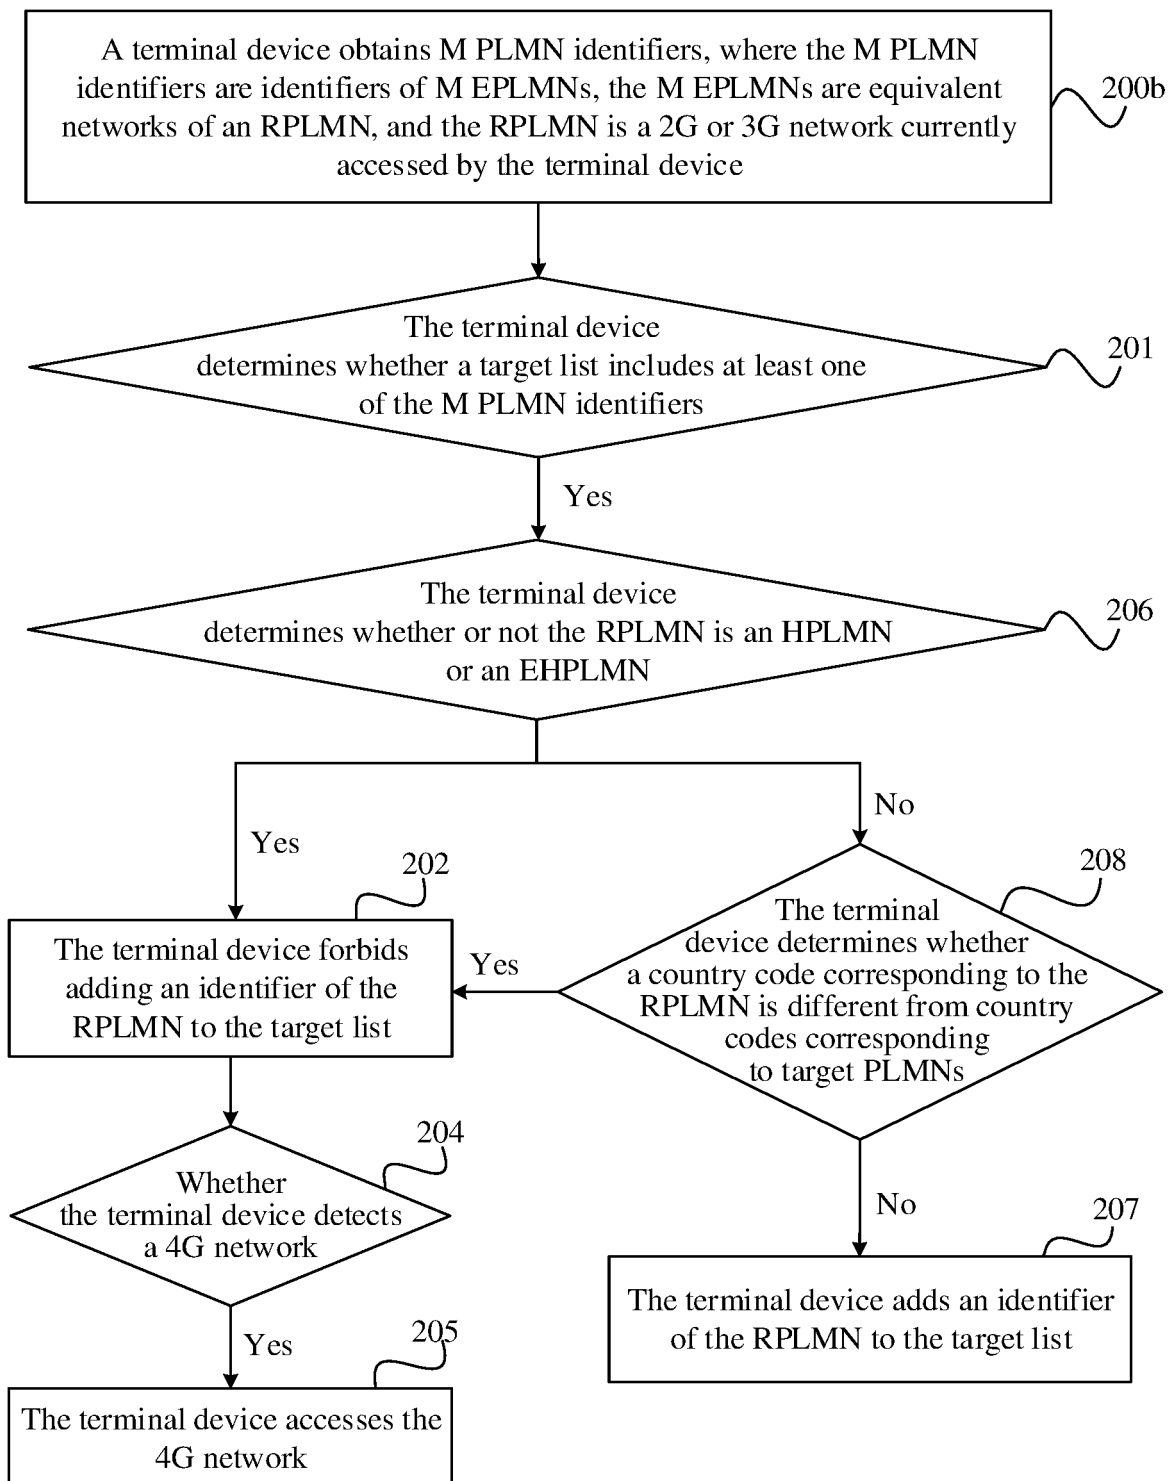 A terminal device obtains M PLMN identifiers, where the M PLMN
identifiers are identifiers of M EPLMNs, the M EPLMNs are equivalent
networks of an RPLMN, and the RPLMN is a 2G or 3G network currently
accessed by the terminal device
200b
The terminal device
determines whether a target list includes at least one
of the M PLMN identifiers
201
Yes
The terminal device
determines whether or not the RPLMN is an HPLMN
or an EHPLMN
206
Yes
No
202
The terminal device forbids
adding an identifier of the
RPLMN to the target list
Yes
208
The terminal
device determines whether
a country code corresponding to the
RPLMN is different from country
codes corresponding
to target PLMNs
204
Whether
the terminal device detects
a 4G network
No
207
The terminal device adds an identifier
of the RPLMN to the target list
Yes
205
The terminal device accesses the
4G network